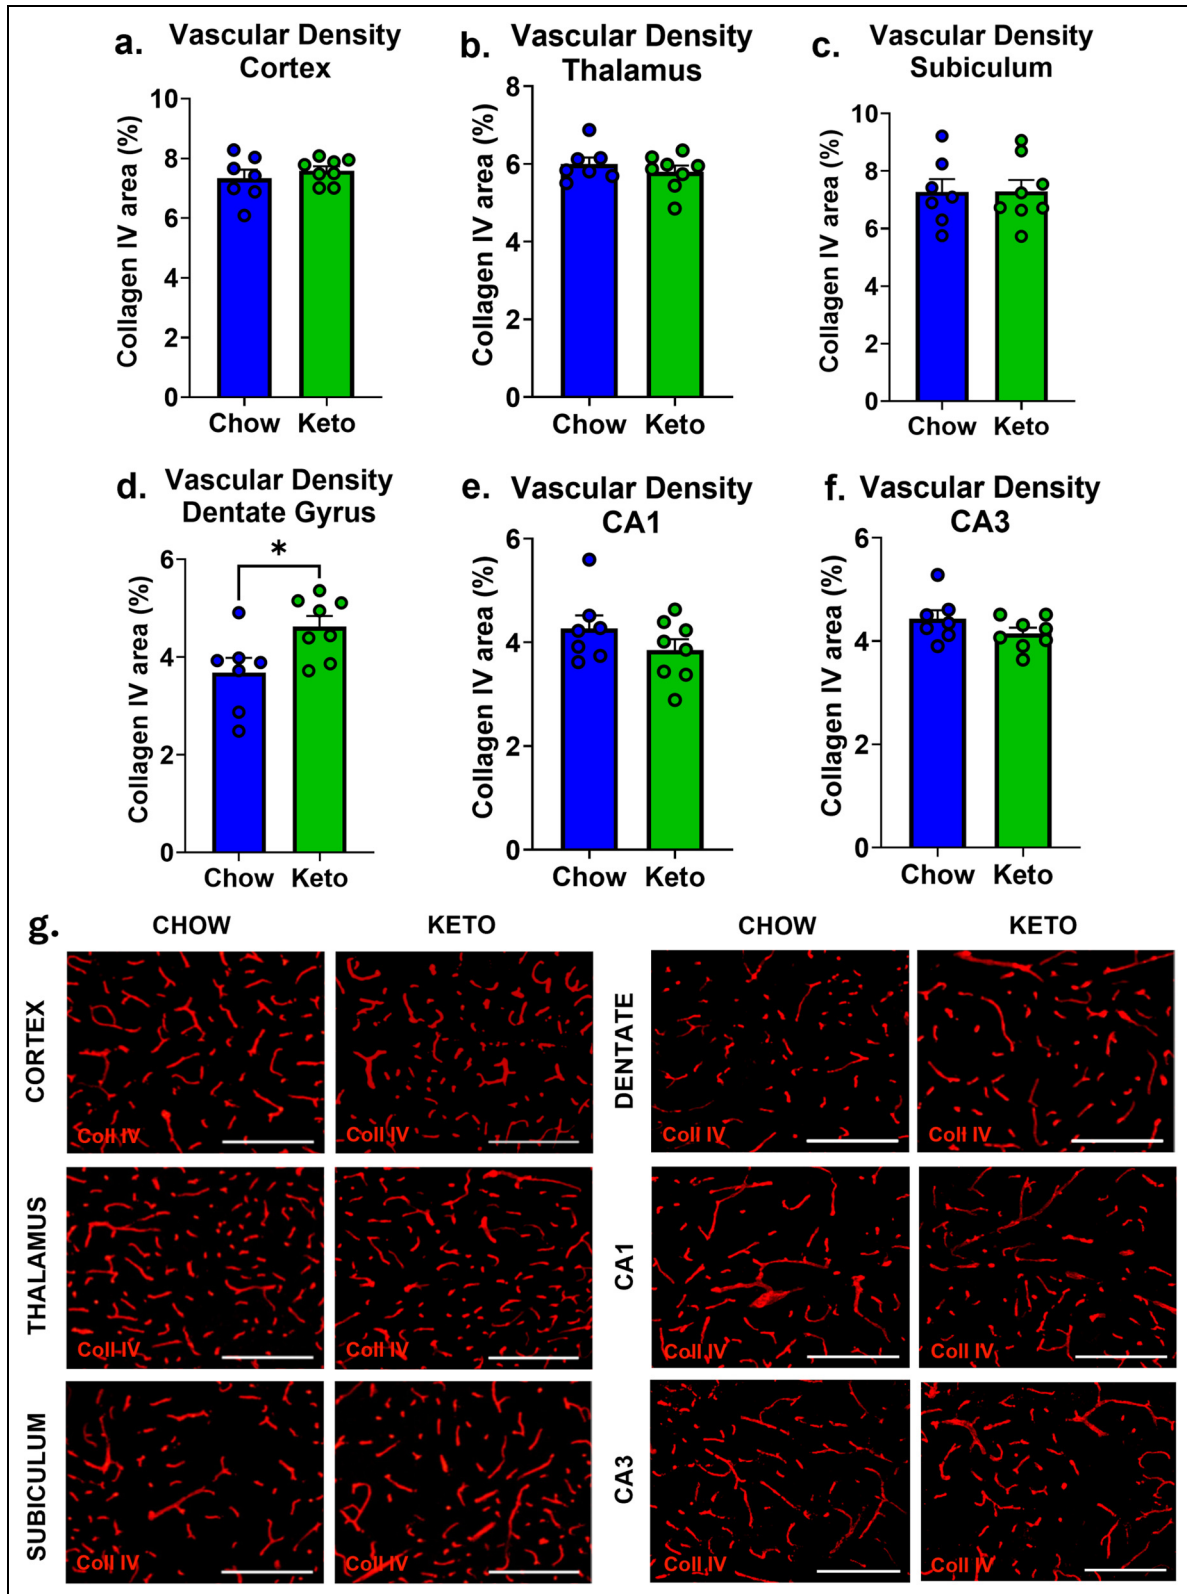 a. Vascular Density
Cortex
Collagen IV area (%)
10
8
6
4
2
0
Chow Keto
b. Vascular Density
Thalamus
Collagen IV area (%)
8
6
4
2
0
Chow Keto
c. Vascular Density
Subiculum
Collagen IV area (%)
10
8
6
4
2
0
Chow Keto
d. Vascular Density
Dentate Gyrus
*
Collagen IV area (%)
6
4
2
0
Chow Keto
e. Vascular Density
CA1
Collagen IV area (%)
6
4
2
0
Chow Keto
f. Vascular Density
CA3
Collagen IV area (%)
6
4
2
0
Chow Keto
g. CHOW KETO CHOW KETO
CORTEX
Coll IV
Coll IV
DENTATE
Coll IV
Coll IV
THALAMUS
Coll IV
Coll IV
CA1
Coll IV
Coll IV
SUBICULUM
Coll IV
Coll IV
CA3
Coll IV
Coll IV